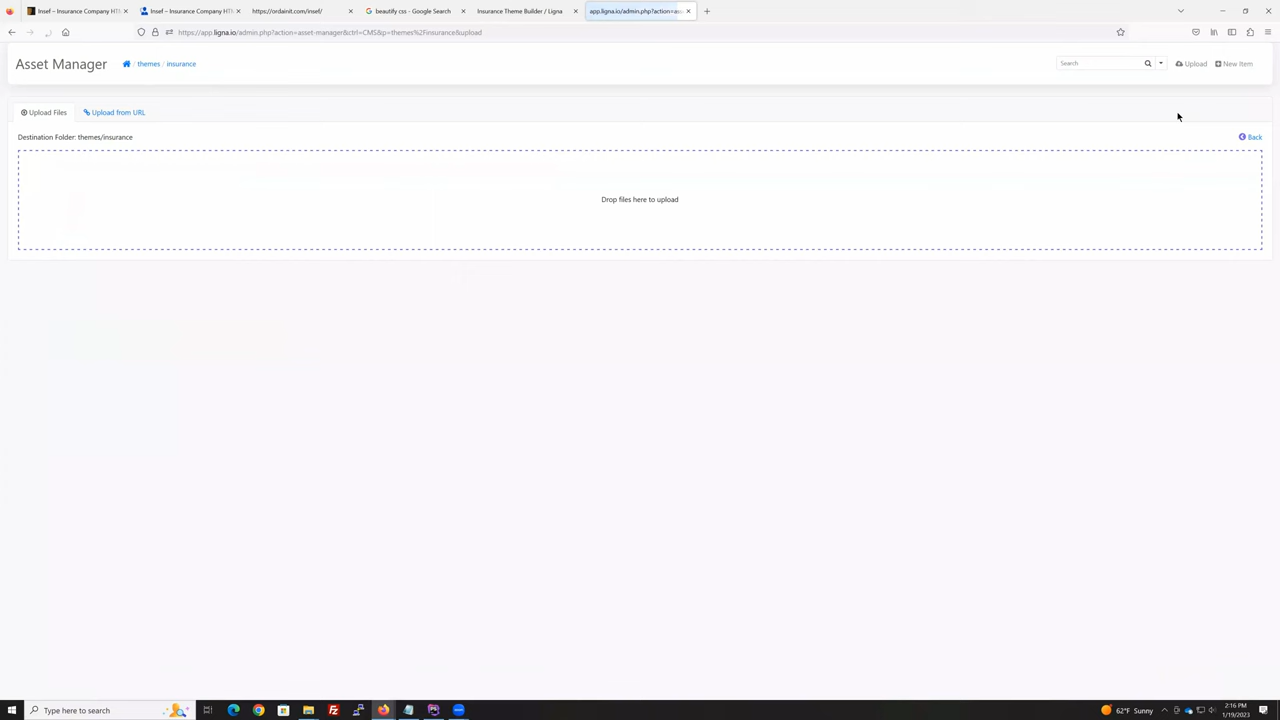 Insef – Insurance Company HTM
Insef – Insurance Company HTM
https://ordainit.com/insef/
beautify css - Google Search
Insurance Theme Builder / Ligna
app.ligna.io/admin.php?action=as
https://app.ligna.io/admin.php?action=asset-manager&ctrl=CMS&p=themes%2Finsurance&upload
Asset Manager
/ themes / insurance
Search
Upload
New Item
Upload Files
Upload from URL
Destination Folder: themes/insurance
Back
Drop files here to upload
Type here to search
62°F Sunny
2:16 PM
1/19/2023